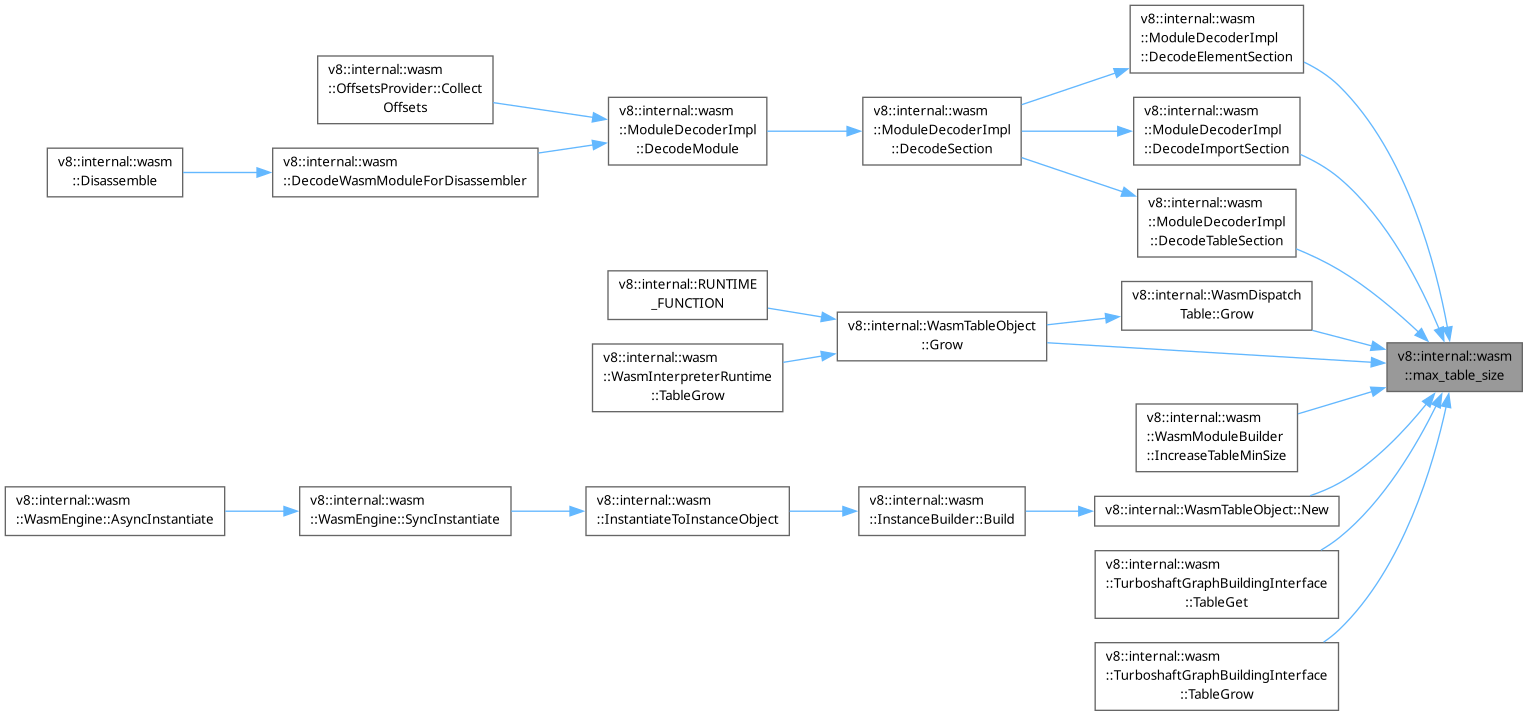 v8::internal::wasm
::ModuleDecoderImpl
::DecodeElementSection
v8::internal::wasm
::OffsetsProvider::Collect
Offsets
v8::internal::wasm
::ModuleDecoderImpl
::DecodeModule
v8::internal::wasm
::ModuleDecoderImpl
::DecodeSection
v8::internal::wasm
::ModuleDecoderImpl
::DecodeImportSection
v8::internal::wasm
::Disassemble
v8::internal::wasm
::DecodeWasmModuleForDisassembler
v8::internal::wasm
::ModuleDecoderImpl
::DecodeTableSection
v8::internal::RUNTIME
_FUNCTION
v8::internal::WasmDispatch
Table::Grow
v8::internal::WasmTableObject
::Grow
v8::internal::wasm
::WasmInterpreterRuntime
::TableGrow
v8::internal::wasm
::max_table_size
v8::internal::wasm
::WasmModuleBuilder
::IncreaseTableMinSize
v8::internal::wasm
::WasmEngine::AsyncInstantiate
v8::internal::wasm
::WasmEngine::SyncInstantiate
v8::internal::wasm
::InstantiateToInstanceObject
v8::internal::wasm
::InstanceBuilder::Build
v8::internal::WasmTableObject::New
v8::internal::wasm
::TurboshaftGraphBuildingInterface
::TableGet
v8::internal::wasm
::TurboshaftGraphBuildingInterface
::TableGrow